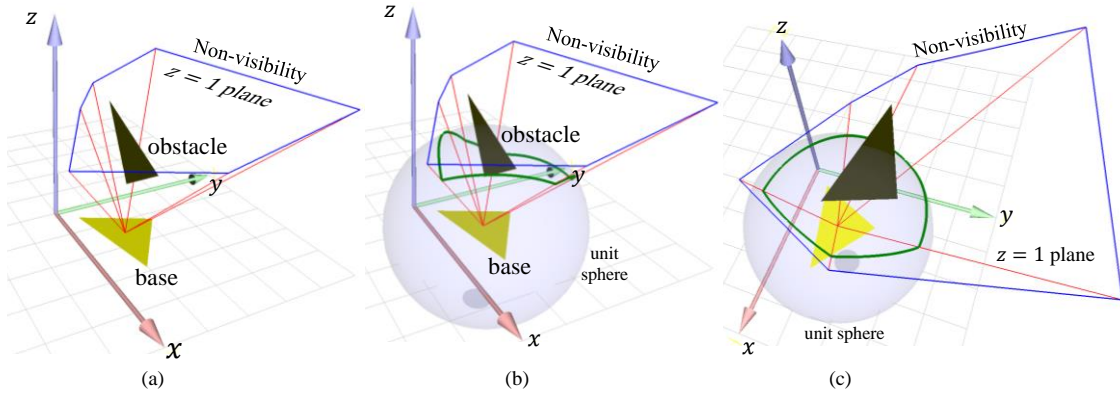 z
Non-visibility
z = 1 plane
obstacle
y
base
x
(a)
z
Non-visibility
z = 1 plane
obstacle
y
base
unit
sphere
x
(b)
z
Non-visibility
y
z = 1 plane
x
unit sphere
(c)